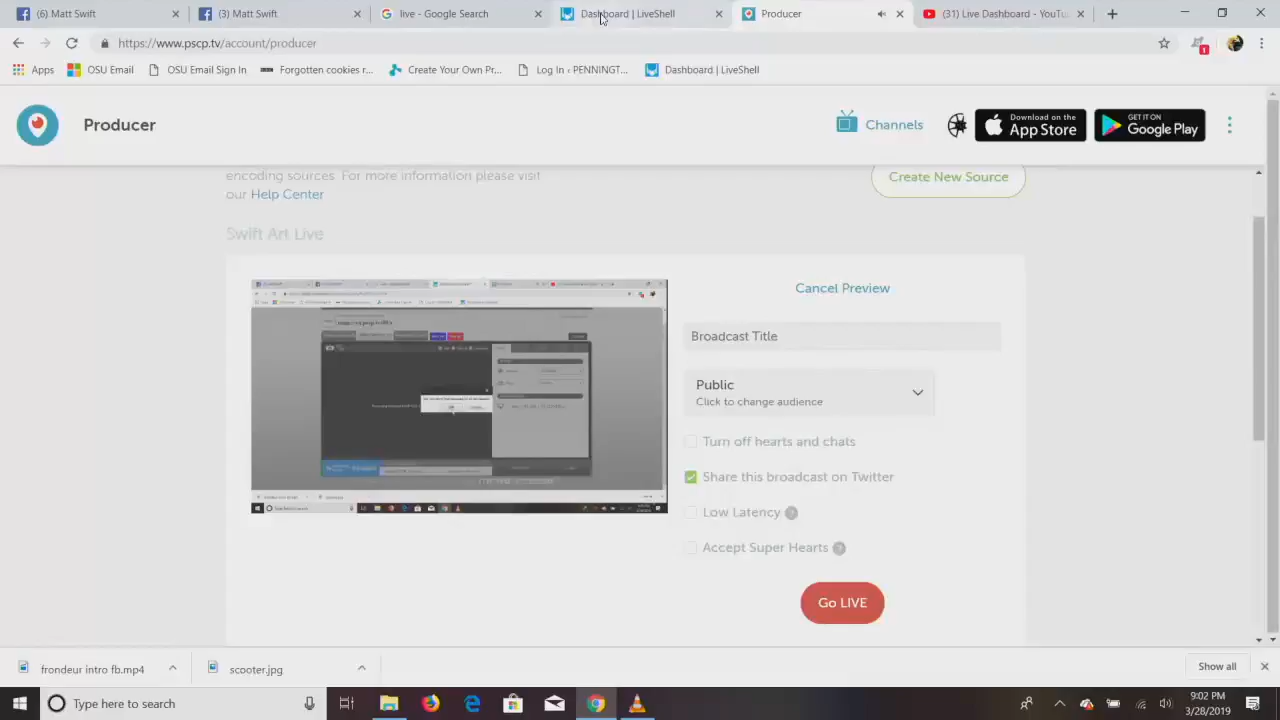 (6) Matt Swift
(3) Matt Swift
live - Google Search
Dashboard | LiveShell
Producer
(31) Live Dashboard - YouTu
https://www.pscp.tv/account/producer
1
Apps
OSU Email
OSU Email Sign In
Forgotten cookies r...
Create Your Own Pr...
Log In ‹ PENNINGT...
Dashboard | LiveShell
Producer
Channels
Download on the
App Store
GET IT ON
Google Play
encoding sources. For more information please visit
our Help Center
Create New Source
Swift Art Live
Cancel Preview
Broadcast Title
Public
Click to change audience
Turn off hearts and chats
Share this broadcast on Twitter
Low Latency ?
Accept Super Hearts ?
Go LIVE
frondeur intro fb.mp4
scooter.jpg
Show all
Type here to search
9:02 PM
3/28/2019